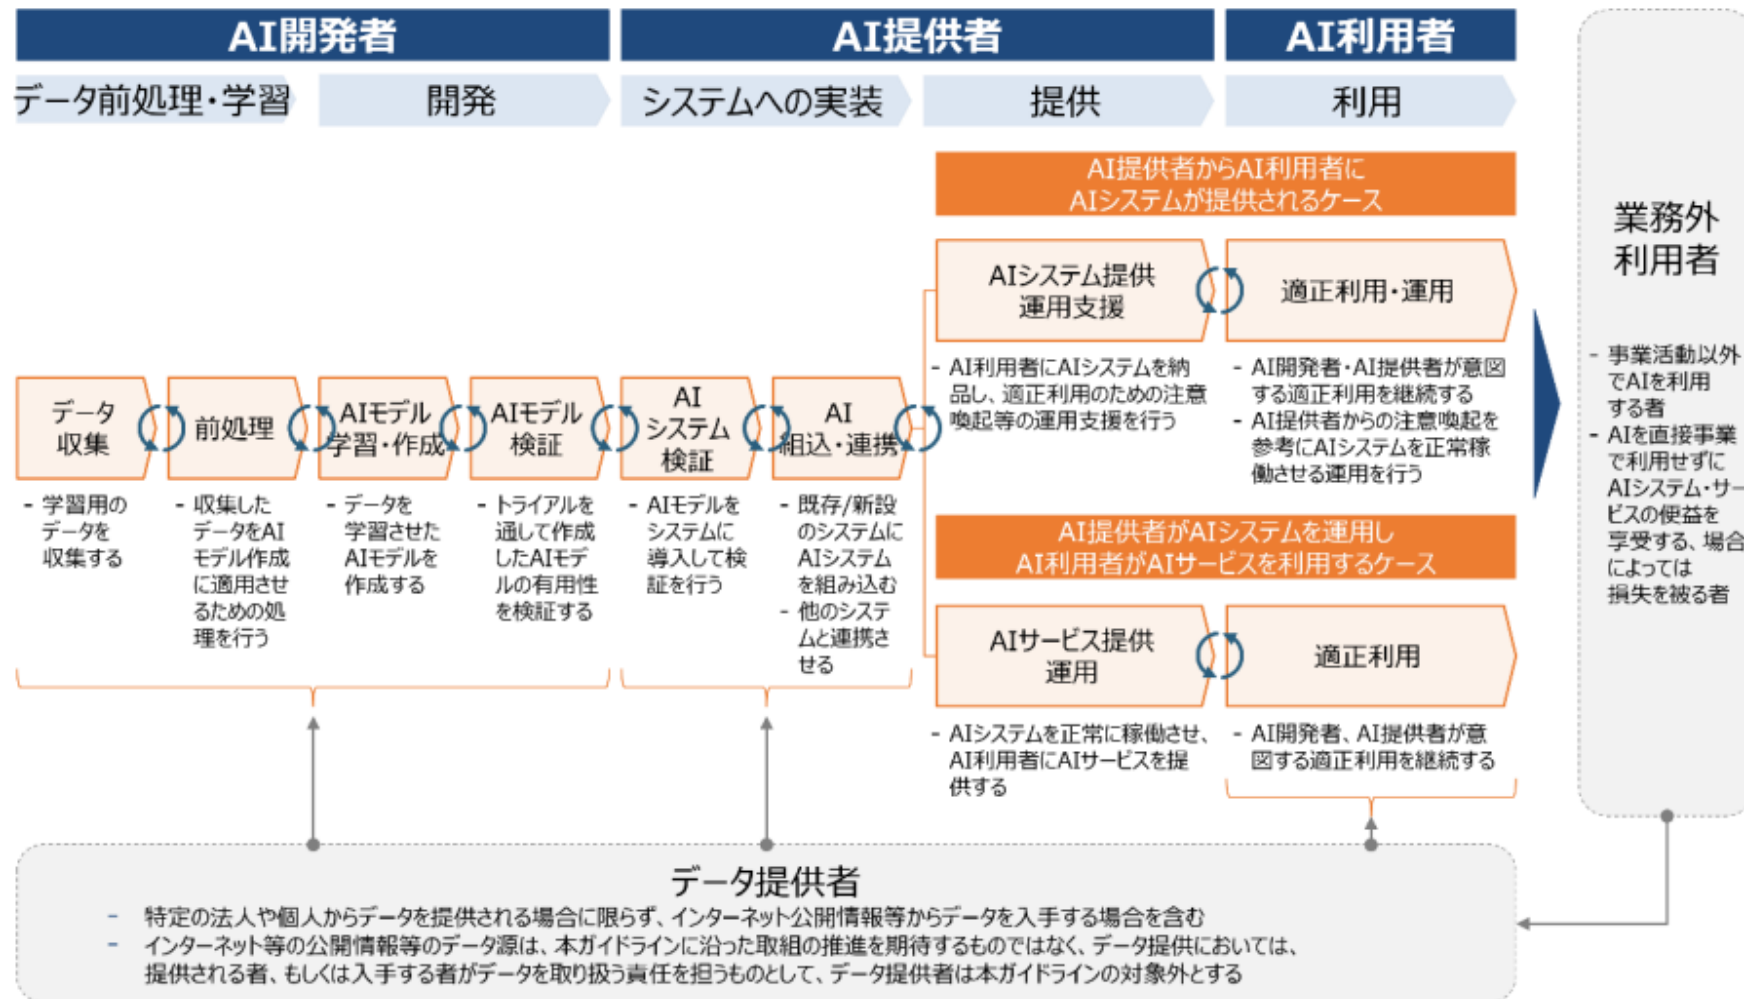 AI開発者
AI提供者
AI利用者
データ前処理・学習
開発
システムへの実装
提供
利用
AI提供者からAI利用者に
AIシステムが提供されるケース
AIシステム提供
運用支援
適正利用・運用
- AI利用者にAIシステムを納
品し、適正利用のための注意
喚起等の運用支援を行う
- AI開発者・AI提供者が意図
する適正利用を継続する
- AI提供者からの注意喚起を
参考にAIシステムを正常稼
働させる運用を行う
データ
収集
前処理
AIモデル
学習・作成
AIモデル
検証
AI
システム
検証
AI
組込・連携
- 学習用の
データを
収集する
- 収集した
データをAI
モデル作成
に適用させ
るための処
理を行う
- データを
学習させた
AIモデルを
作成する
- トライアルを
通して作成
したAIモデ
ルの有用性
を検証する
- AIモデルを
システムに
導入して検
証を行う
- 既存/新設
のシステムに
AIシステム
を組み込む
- 他のシステ
ムと連携さ
せる
AI提供者がAIシステムを運用し
AI利用者がAIサービスを利用するケース
AIサービス提供
運用
適正利用
- AIシステムを正常に稼働させ、
AI利用者にAIサービスを提
供する
- AI開発者、AI提供者が意
図する適正利用を継続する
業務外
利用者
- 事業活動以外
でAIを利用
する者
- AIを直接事業
で利用せずに
AIシステム・サー
ビスの便益を
享受する、場合
によっては
損失を被る者
データ提供者
- 特定の法人や個人からデータを提供される場合に限らず、インターネット公開情報等からデータを入手する場合を含む
- インターネット等の公開情報等のデータ源は、本ガイドラインに沿った取組の推進を期待するものではなく、データ提供においては、
提供される者、もしくは入手する者がデータを取り扱う責任を担うものとして、データ提供者は本ガイドラインの対象外とする